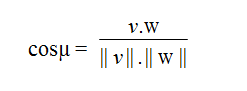 cosμ = v.w / ‖ v‖ .‖ w ‖